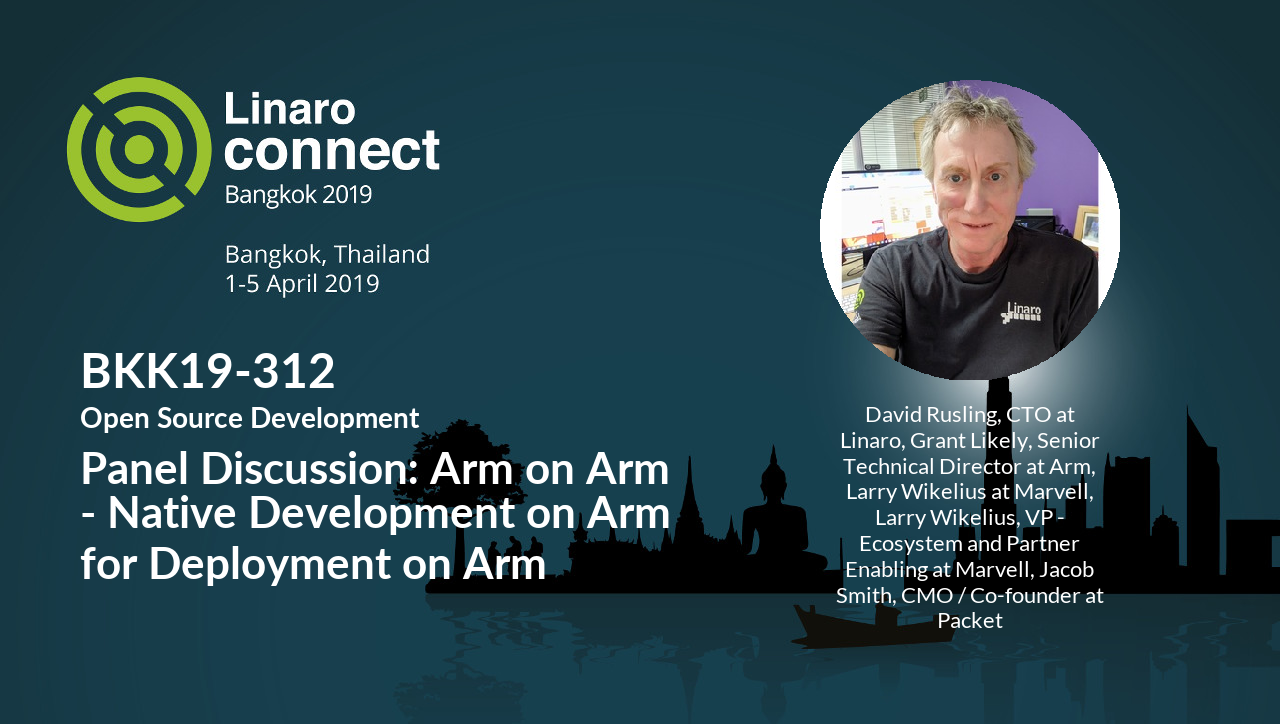 Linaro
connect
Bangkok 2019
Bangkok, Thailand
1-5 April 2019
BKK19-312
Open Source Development
Panel Discussion: Arm on Arm
- Native Development on Arm
for Deployment on Arm
Linaro
David Rusling, CTO at
Linaro, Grant Likely, Senior
Technical Director at Arm,
Larry Wikelius at Marvell,
Larry Wikelius, VP -
Ecosystem and Partner
Enabling at Marvell, Jacob
Smith, CMO / Co-founder at
Packet